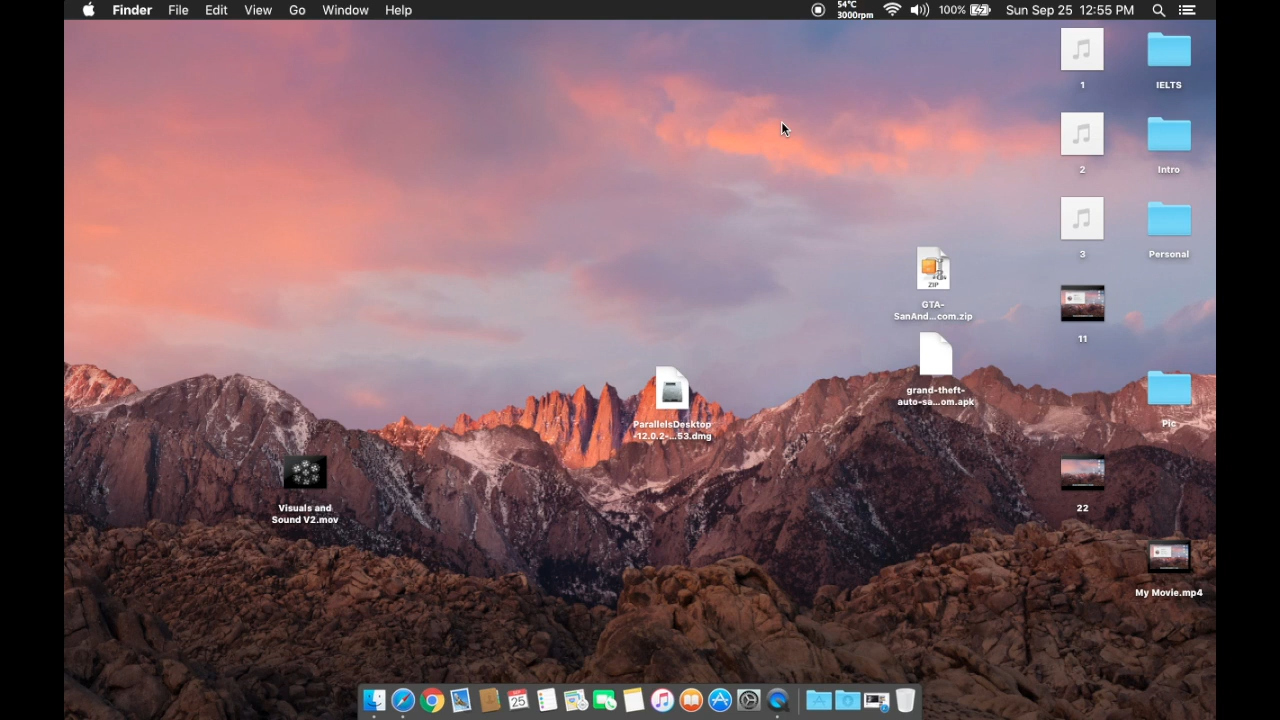 Finder File Edit View Go Window Help
54°C
3000rpm
100%
Sun Sep 25 12:55 PM
1
IELTS
2
Intro
3
Personal
ZIP
GTA-
SanAnd...com.zip
11
grand-theft-
auto-sa...om.apk
ParallelsDesktop
-12.0.2-...53.dmg
Pic
Visuals and
Sound V2.mov
22
My Movie.mp4
25